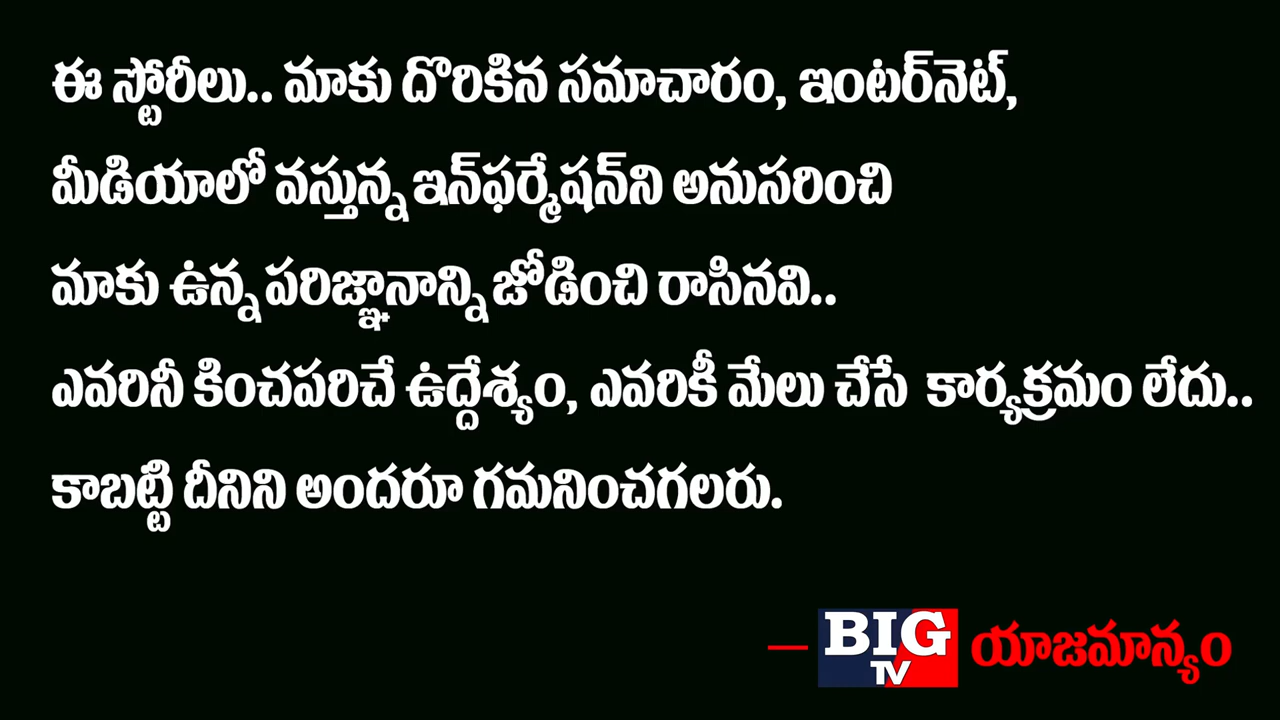 ఈ స్టోరీలు.. మాకు దొరికిన సమాచారం, ఇంటర్‌నెట్,
మీడియాలో వస్తున్న ఇన్‌ఫర్మేషన్‌ని అనుసరించి
మాకు ఉన్న పరిజ్ఞానాన్ని జోడించి రాసినవి..
ఎవరినీ కించపరిచే ఉద్దేశ్యం, ఎవరికీ మేలు చేసే కార్యక్రమం లేదు..
కాబట్టి దీనిని అందరూ గమనించగలరు.
— BIG TV యాజమాన్యం